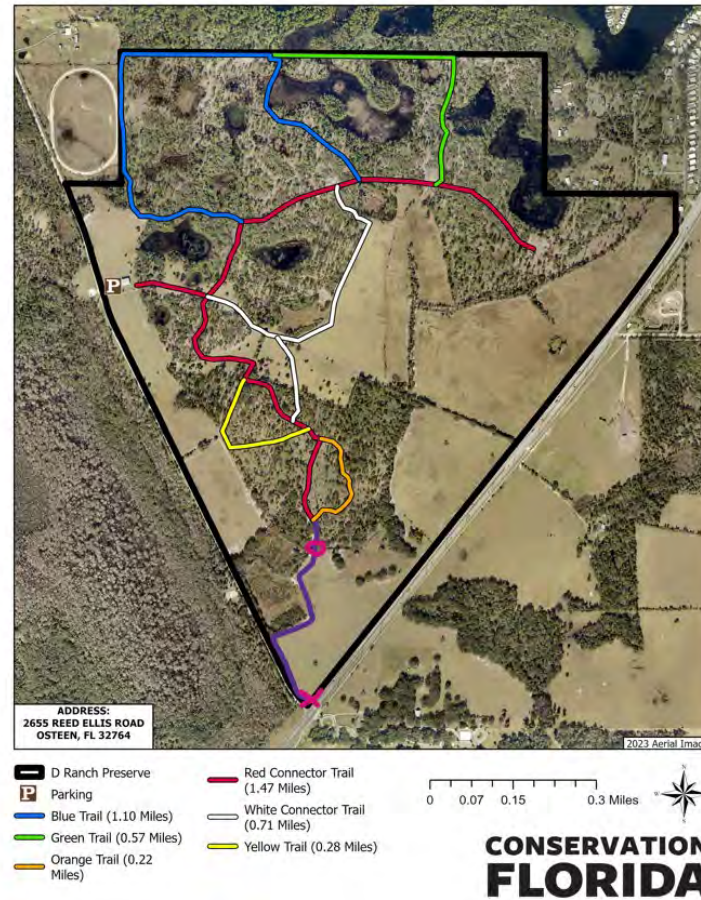 P
ADDRESS:
2655 REED ELLIS ROAD
OSTEEN, FL 32764
2023 Aerial Imag
D Ranch Preserve
P
Parking
Blue Trail (1.10 Miles)
Green Trail (0.57 Miles)
Orange Trail (0.22
Miles)
Red Connector Trail
(1.47 Miles)
White Connector Trail
(0.71 Miles)
Yellow Trail (0.28 Miles)
0 0.07 0.15 0.3 Miles
CONSERVATION
FLORIDA